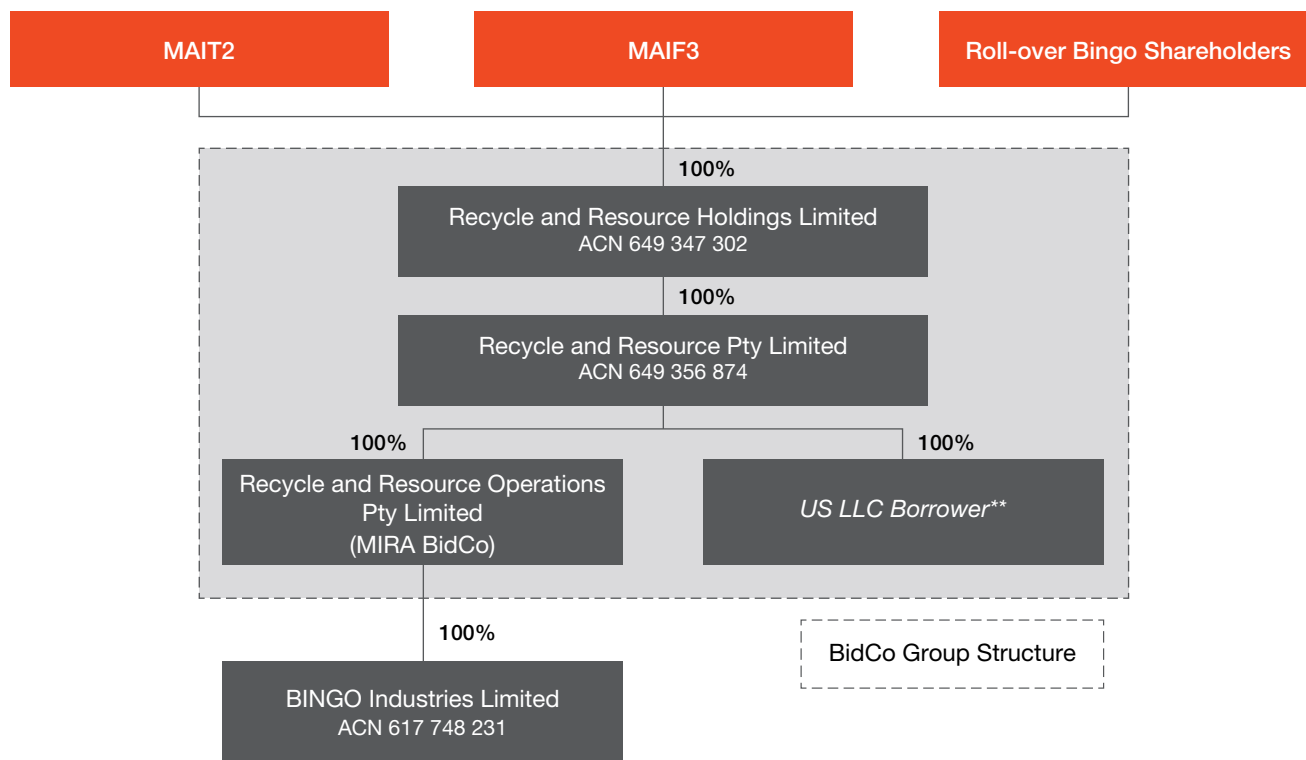 MAIT2
MAIF3
Roll-over Bingo Shareholders
100%
Recycle and Resource Holdings Limited
ACN 649 347 302
100%
Recycle and Resource Pty Limited
ACN 649 356 874
100%
100%
Recycle and Resource Operations
Pty Limited
(MIRA BidCo)
US LLC Borrower**
100%
BidCo Group Structure
BINGO Industries Limited
ACN 617 748 231